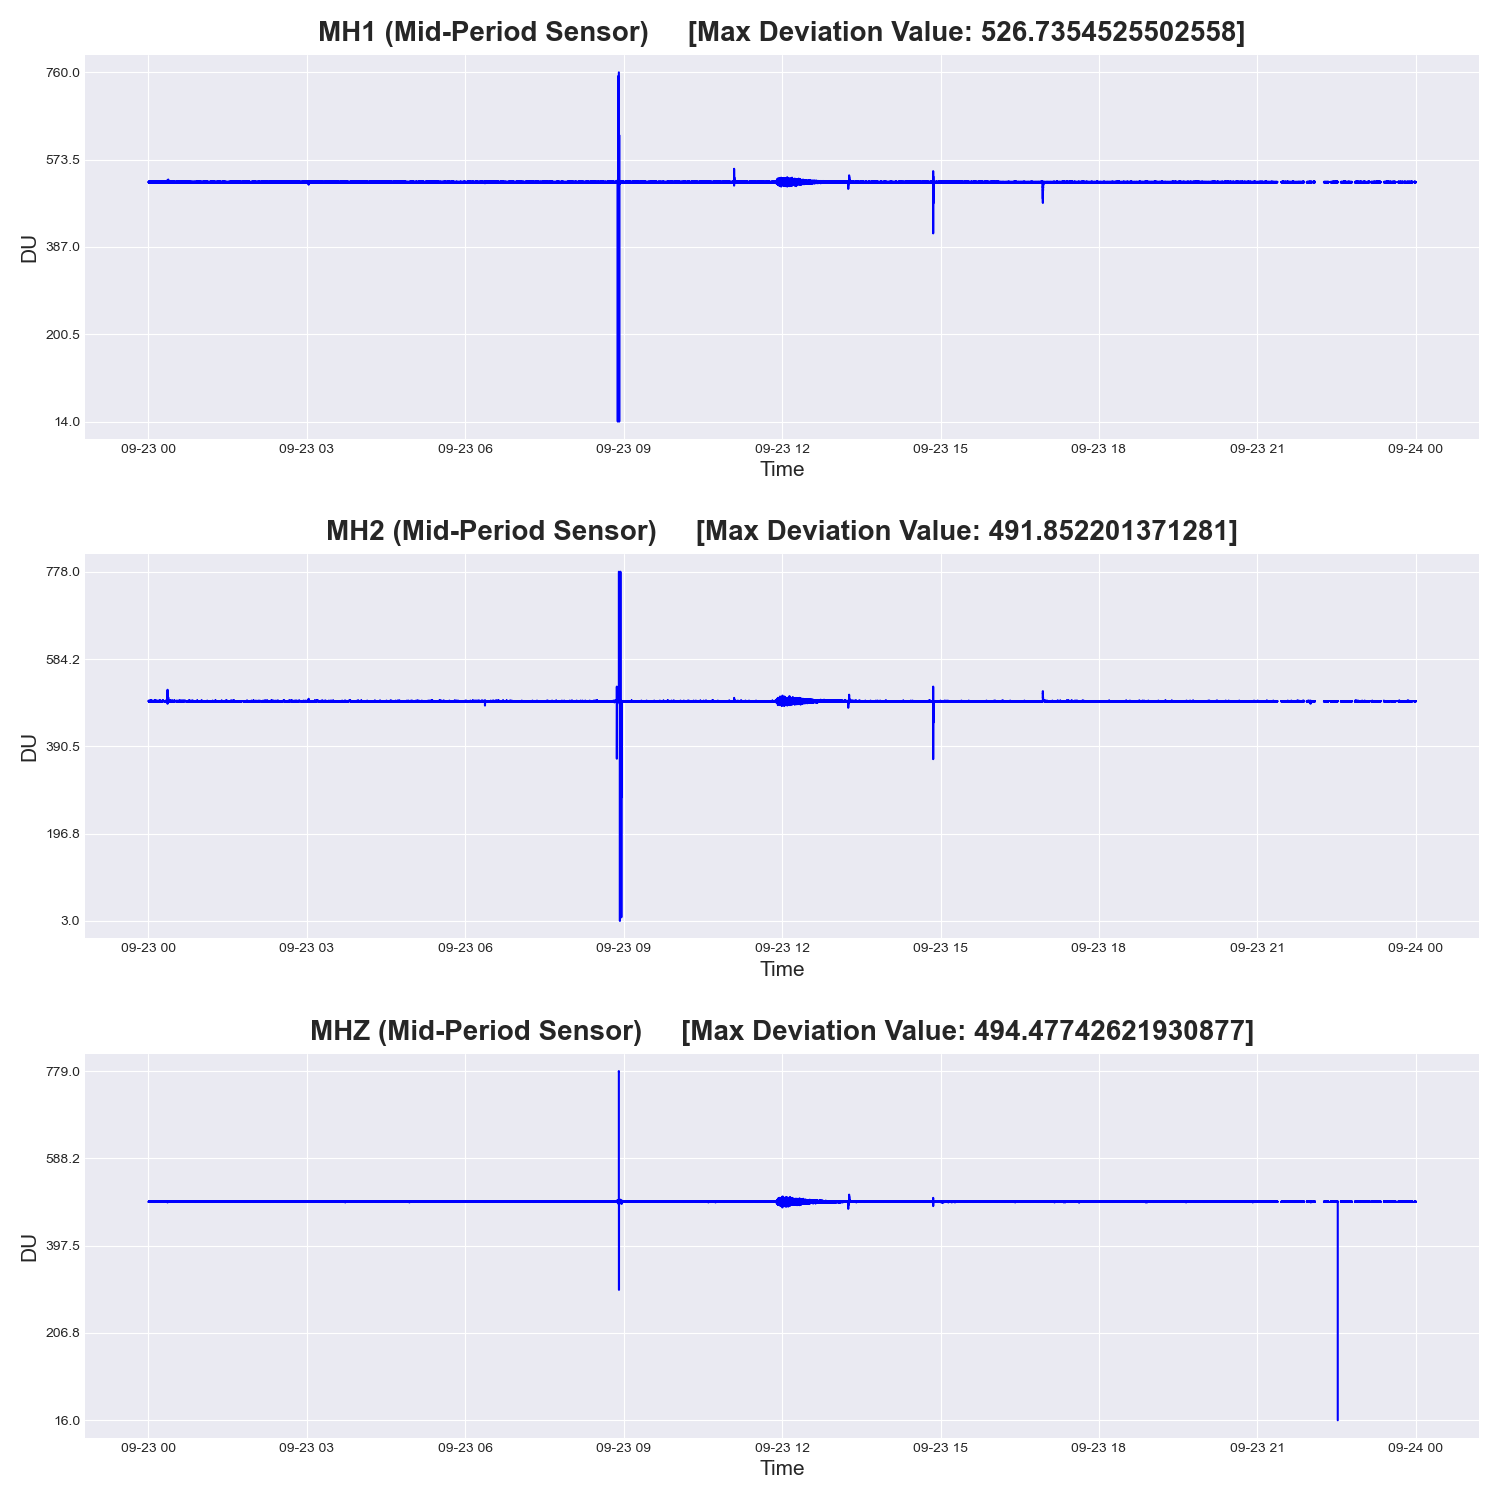 MH1 (Mid-Period Sensor) [Max Deviation Value: 526.7354525502558]
760.0
573.5
387.0
200.5
14.0
DU
09-23 00 09-23 03 09-23 06 09-23 09 09-23 12 09-23 15 09-23 18 09-23 21 09-24 00
Time
MH2 (Mid-Period Sensor) [Max Deviation Value: 491.852201371281]
778.0
584.2
390.5
196.8
3.0
DU
09-23 00 09-23 03 09-23 06 09-23 09 09-23 12 09-23 15 09-23 18 09-23 21 09-24 00
Time
MHZ (Mid-Period Sensor) [Max Deviation Value: 494.47742621930877]
779.0
588.2
397.5
206.8
16.0
DU
09-23 00 09-23 03 09-23 06 09-23 09 09-23 12 09-23 15 09-23 18 09-23 21 09-24 00
Time